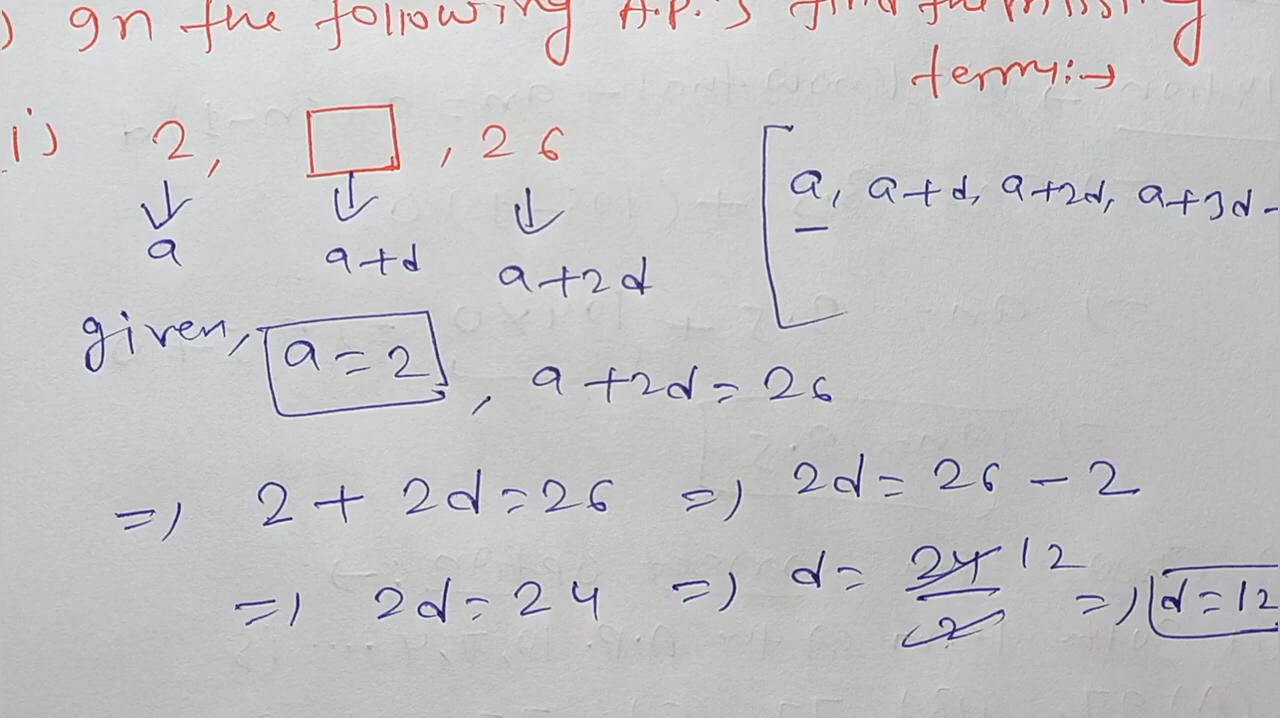 ) In the following A.P.'s find the missing
term:→
i) 2, □, 26
a, a+d, a+2d, a+3d-
a a+d a+2d
given, a=2, a+2d=26
=) 2+2d=26 =) 2d=26-2
=) 2d=24 =) d= 24/2 12 =) d=12